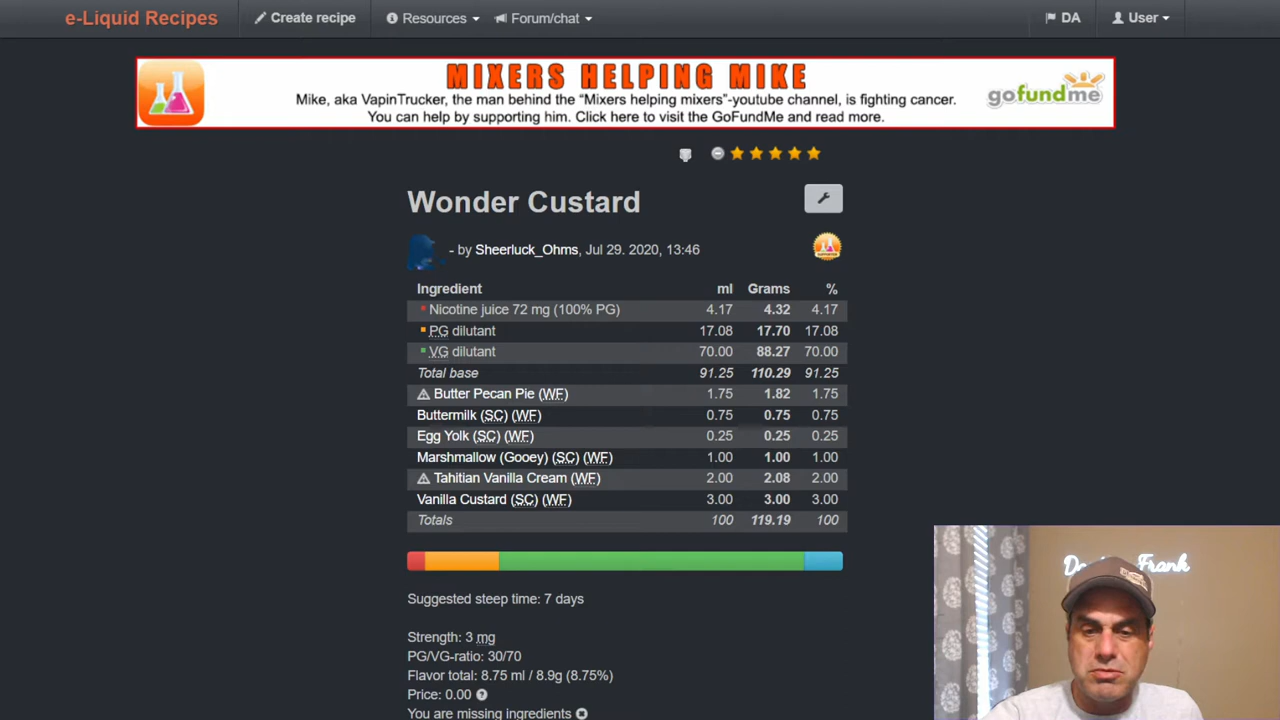 e-Liquid Recipes Create recipe Resources Forum/chat DA User
MIXERS HELPING MIKE
Mike, aka VapinTrucker, the man behind the “Mixers helping mixers”-youtube channel, is fighting cancer.
You can help by supporting him. Click here to visit the GoFundMe and read more.
gofundme
Wonder Custard
- by Sheerluck_Ohms, Jul 29. 2020, 13:46
Ingredient ml Grams %
Nicotine juice 72 mg (100% PG) 4.17 4.32 4.17
PG dilutant 17.08 17.70 17.08
VG dilutant 70.00 88.27 70.00
Total base 91.25 110.29 91.25
Butter Pecan Pie (WF) 1.75 1.82 1.75
Buttermilk (SC) (WF) 0.75 0.75 0.75
Egg Yolk (SC) (WF) 0.25 0.25 0.25
Marshmallow (Gooey) (SC) (WF) 1.00 1.00 1.00
Tahitian Vanilla Cream (WF) 2.00 2.08 2.00
Vanilla Custard (SC) (WF) 3.00 3.00 3.00
Totals 100 119.19 100
Suggested steep time: 7 days
Strength: 3 mg
PG/VG-ratio: 30/70
Flavor total: 8.75 ml / 8.9g (8.75%)
Price: 0.00
You are missing ingredients
Frank